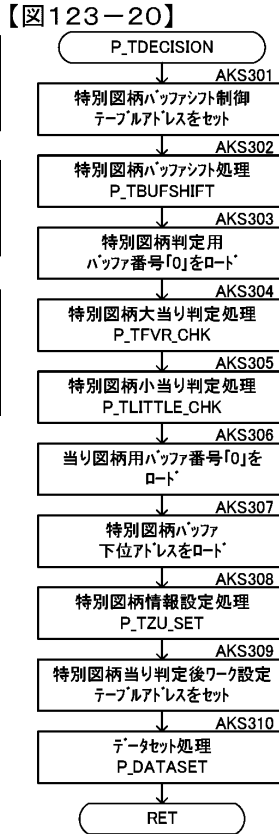 【図123－20】
P_TDECISION
AKS301
特別図柄ﾊﾞｯﾌｧｼﾌﾄ制御
ﾃｰﾌﾞﾙｱﾄﾞﾚｽをｾｯﾄ
AKS302
特別図柄ﾊﾞｯﾌｧｼﾌﾄ処理
P_TBUFSHIFT
AKS303
特別図柄判定用
ﾊﾞｯﾌｧ番号｢0｣をﾛｰﾄﾞ
AKS304
特別図柄大当り判定処理
P_TFVR_CHK
AKS305
特別図柄小当り判定処理
P_TLITTLE_CHK
AKS306
当り図柄用ﾊﾞｯﾌｧ番号｢0｣を
ﾛｰﾄﾞ
AKS307
特別図柄ﾊﾞｯﾌｧ
下位ｱﾄﾞﾚｽをﾛｰﾄﾞ
AKS308
特別図柄情報設定処理
P_TZU_SET
AKS309
特別図柄当り判定後ﾜｰｸ設定
ﾃｰﾌﾞﾙｱﾄﾞﾚｽをｾｯﾄ
AKS310
ﾃﾞｰﾀｾｯﾄ処理
P_DATASET
RET